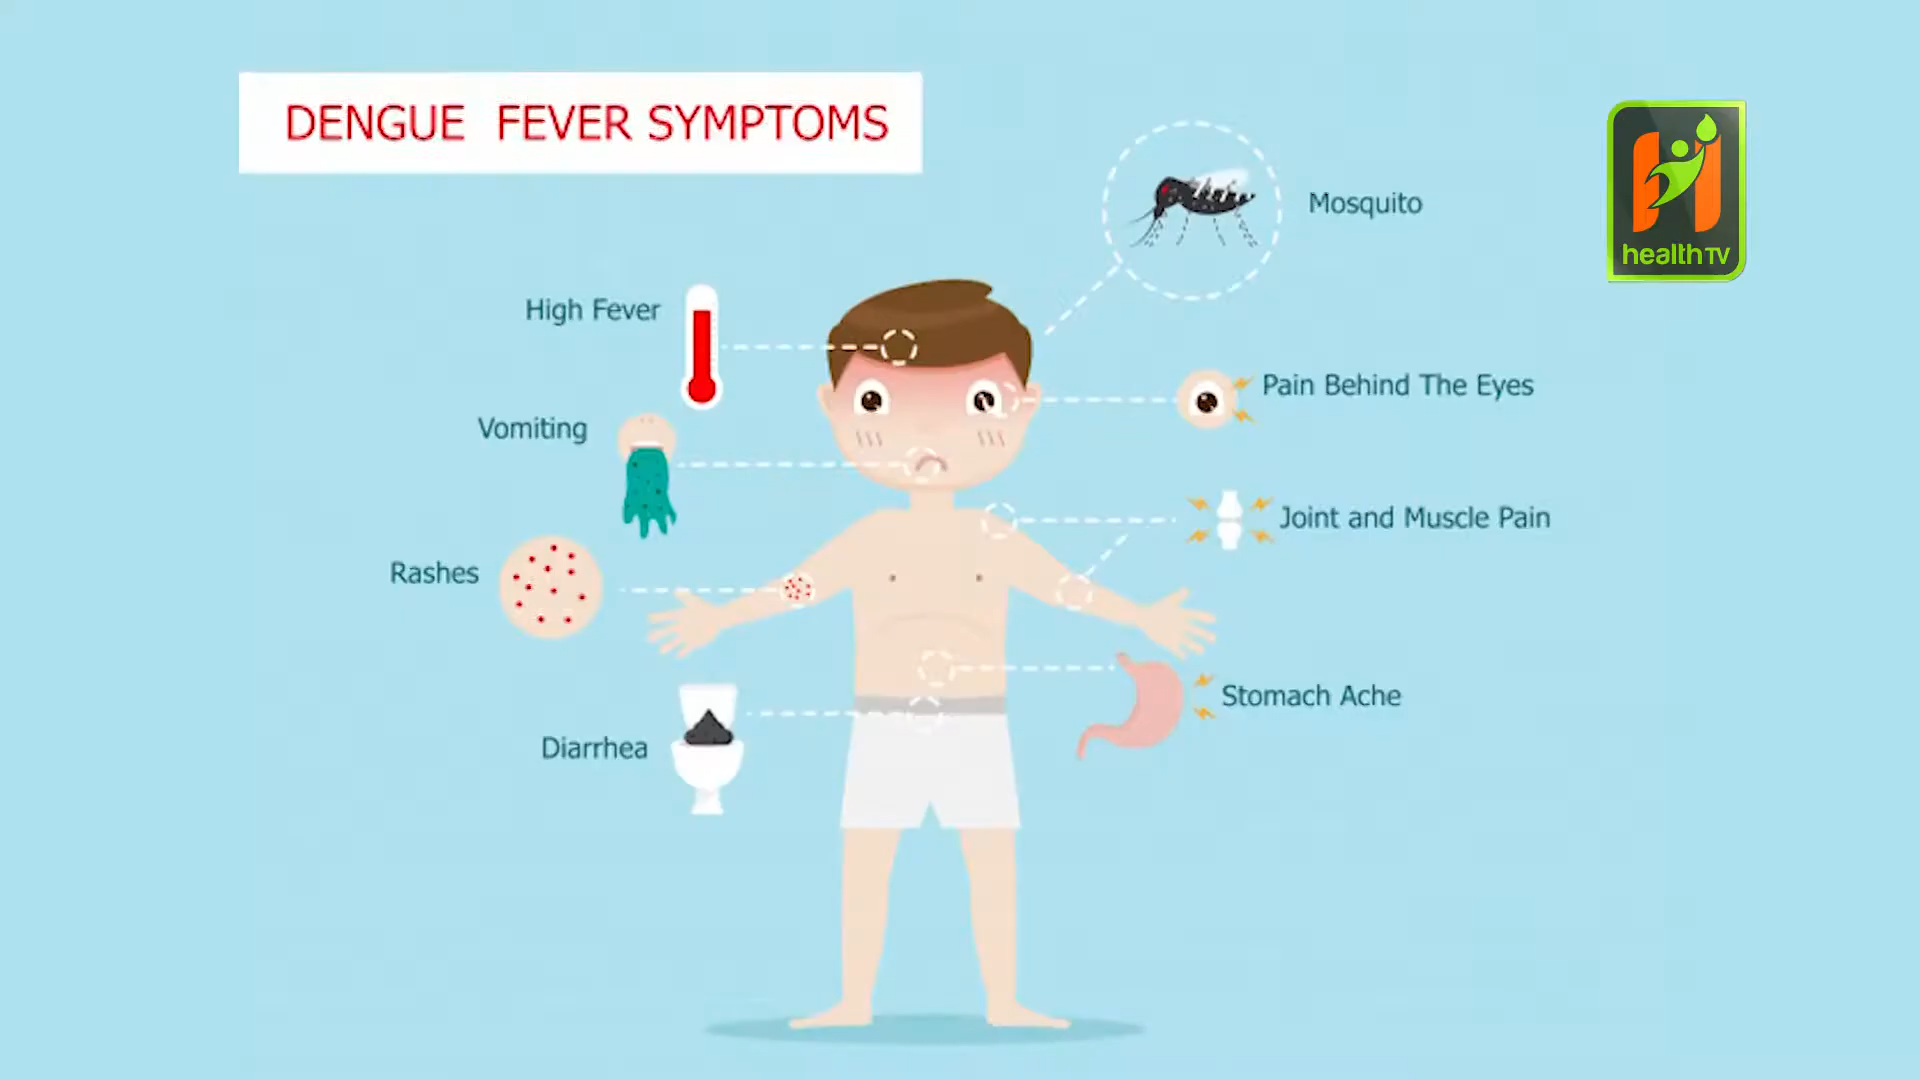 DENGUE FEVER SYMPTOMS
Mosquito
healthTV
High Fever
Pain Behind The Eyes
Vomiting
Joint and Muscle Pain
Rashes
Stomach Ache
Diarrhea